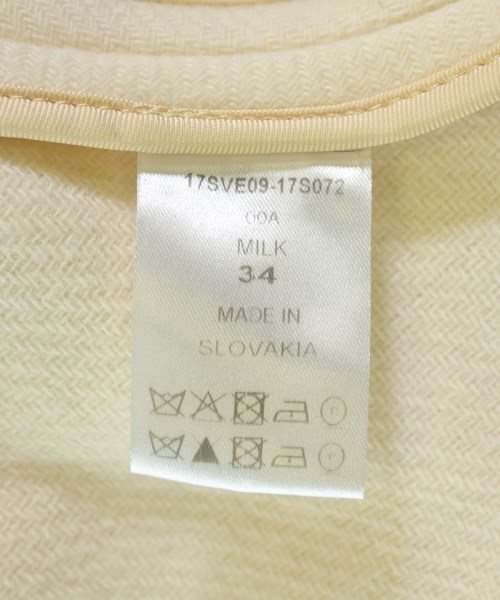 17SVE09-17S072
00A
MILK
34
MADE IN
SLOVAKIA